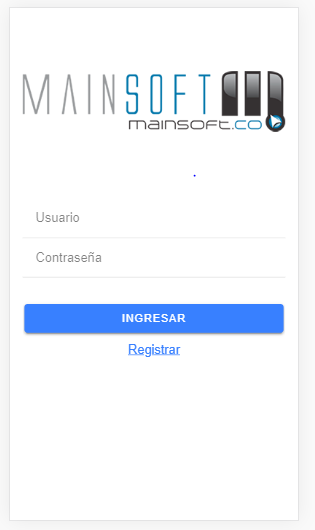 MAINSOFT
mainsoft.co
Usuario
Contraseña
INGRESAR
Registrar